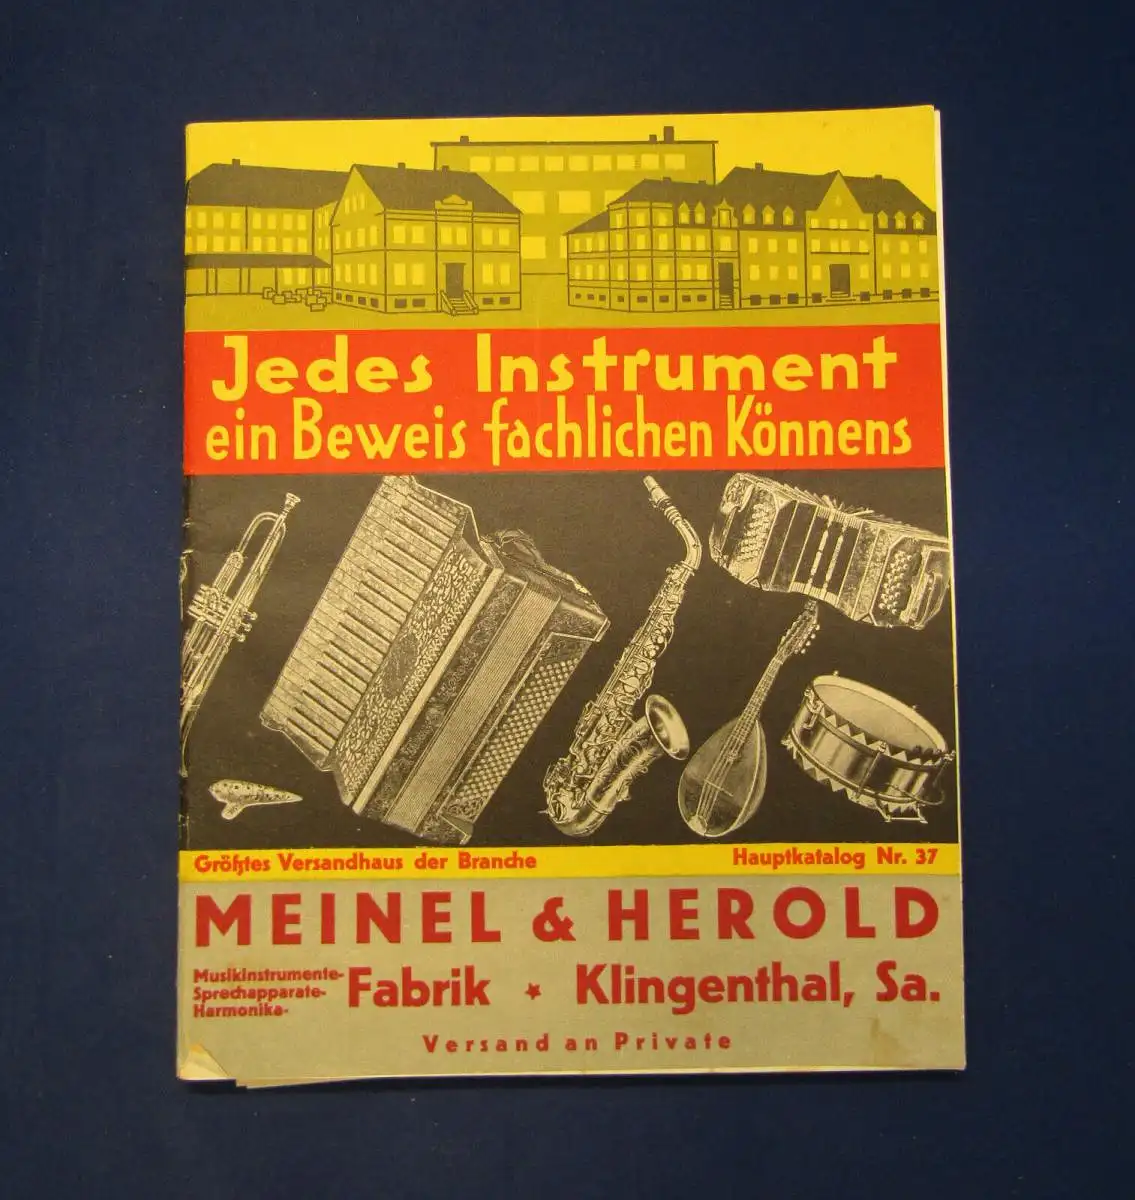 Jedes Instrument
ein Beweis fachlichen Könnens
Größtes Versandhaus der Branche Hauptkatalog Nr. 37
MEINEL & HEROLD
Musikinstrumente-
Sprechapparate-
Harmonika-
Fabrik * Klingenthal, Sa.
Versand an Private